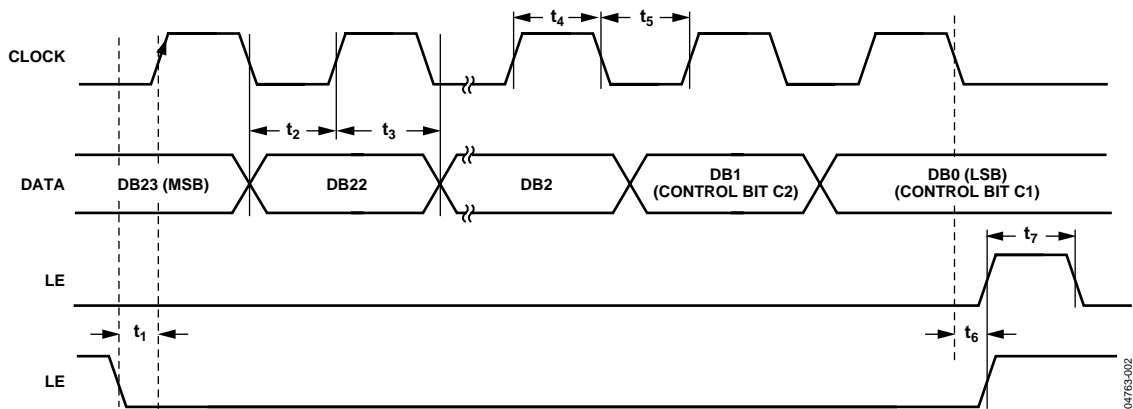 t4
t5
CLOCK
t2
t3
DATA
DB23 (MSB)
DB22
DB2
DB1
(CONTROL BIT C2)
DB0 (LSB)
(CONTROL BIT C1)
t7
LE
t1
t6
LE
04763-002